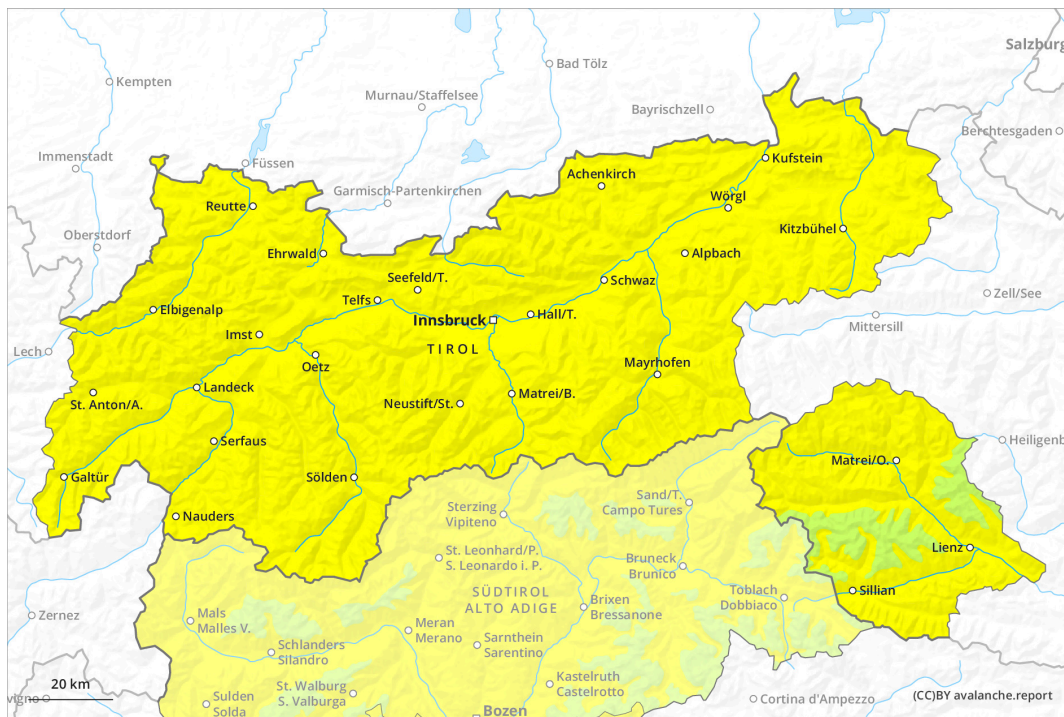 Salzburg
Kempten
Bad Tölz
Murnau/Staffelsee
Bayrischzell
Berchtesgaden
Immenstadt
Füssen
Kufstein
Garmisch-Partenkirchen
Achenkirch
Reutte
Wörgl
Oberstdorf
Kitzbühel
Ehrwald
Alpbach
Seefeld/T.
Schwaz
Zell/See
Telfs
Elbigenalp
Innsbruck
Hall/T.
Mittersill
Imst
TIROL
Lech
Oetz
Mayrhofen
Landeck
St. Anton/A.
Neustift/St.
Matrei/B.
Serfaus
Heiligenb
Matrei/O.
Galtür
Sölden
Sand/T.
Campo Tures
Sterzing
Vipiteno
Nauders
Lienz
St. Leonhard/P.
S. Leonardo i. P.
Bruneck
Brunico
SÜDTIROL
ALTO ADIGE
Toblach
Dobbiaco
Sillian
Brixen
Bressanone
Zernez
Mals
Malles V.
Meran
Merano
Sarnthein
Sarentino
Schlanders
Silandro
Kastelruth
Castelrotto
20 km
St. Walburg
S. Valburga
vigno
Sulden
Solda
Cortina d'Ampezzo
(CC)BY avalanche.report
Bozen